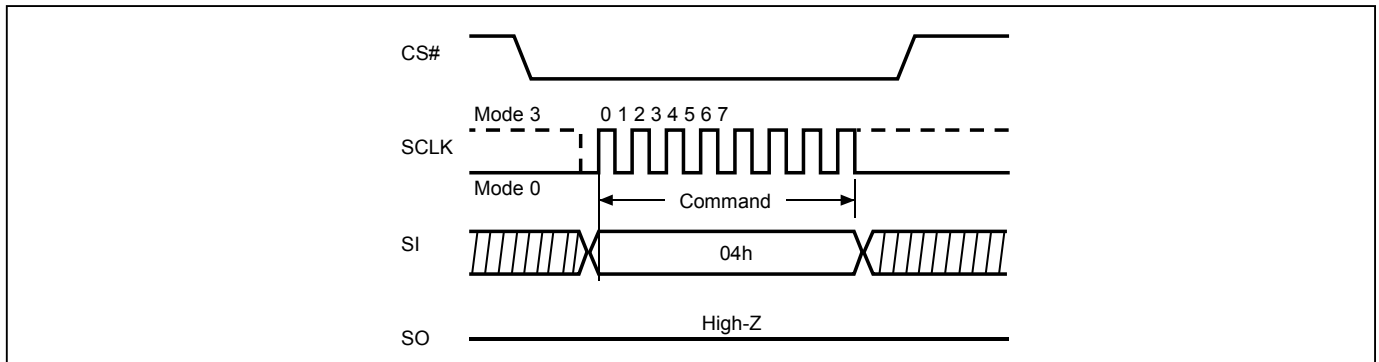 CS#
Mode 3 0 1 2 3 4 5 6 7
SCLK
Mode 0
Command
SI
04h
High-Z
SO